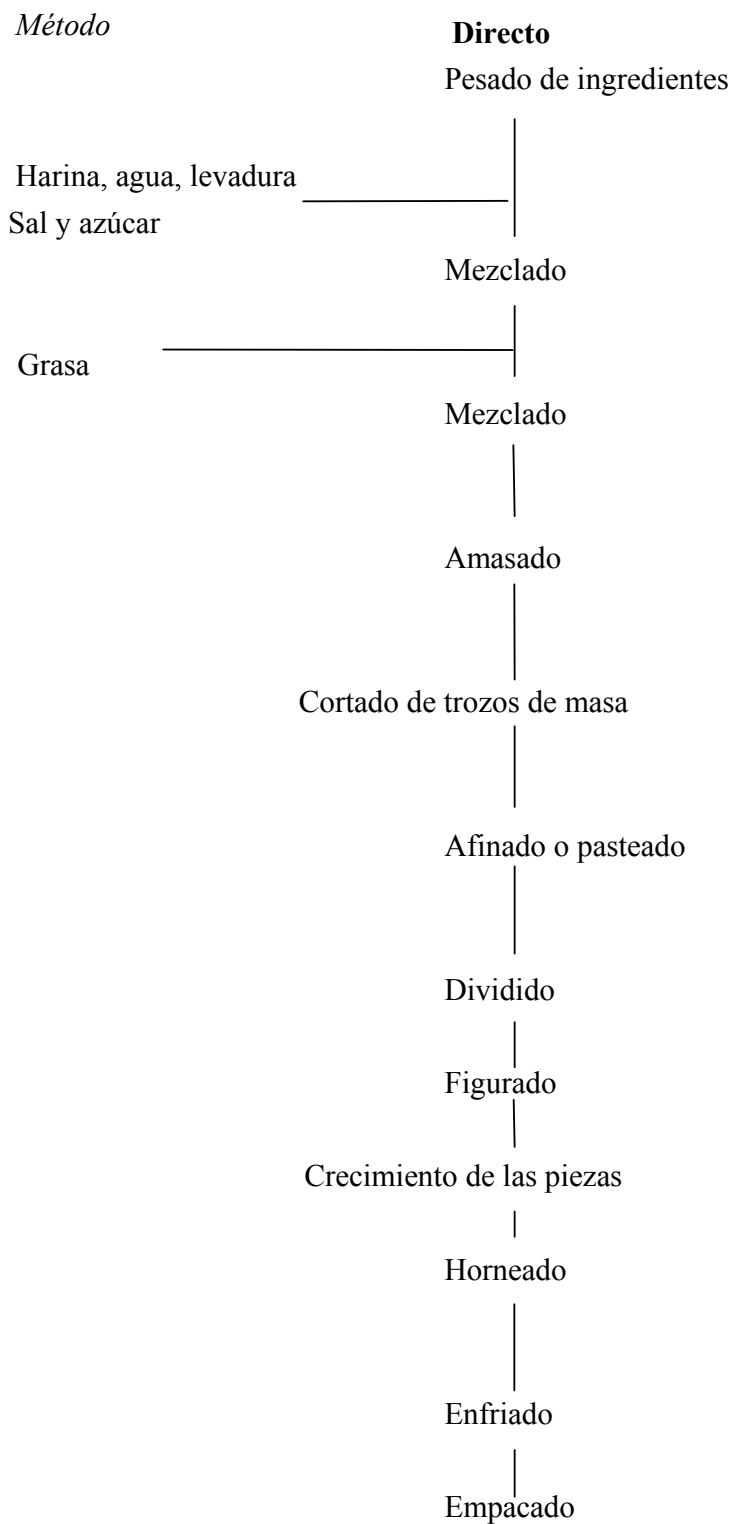 Método
Directo
Pesado de ingredientes
Harina, agua, levadura
Sal y azúcar
Mezclado
Grasa
Mezclado
Amasado
Cortado de trozos de masa
Afinado o pasteado
Dividido
Figurado
Crecimiento de las piezas
Horneado
Enfriado
Empacado